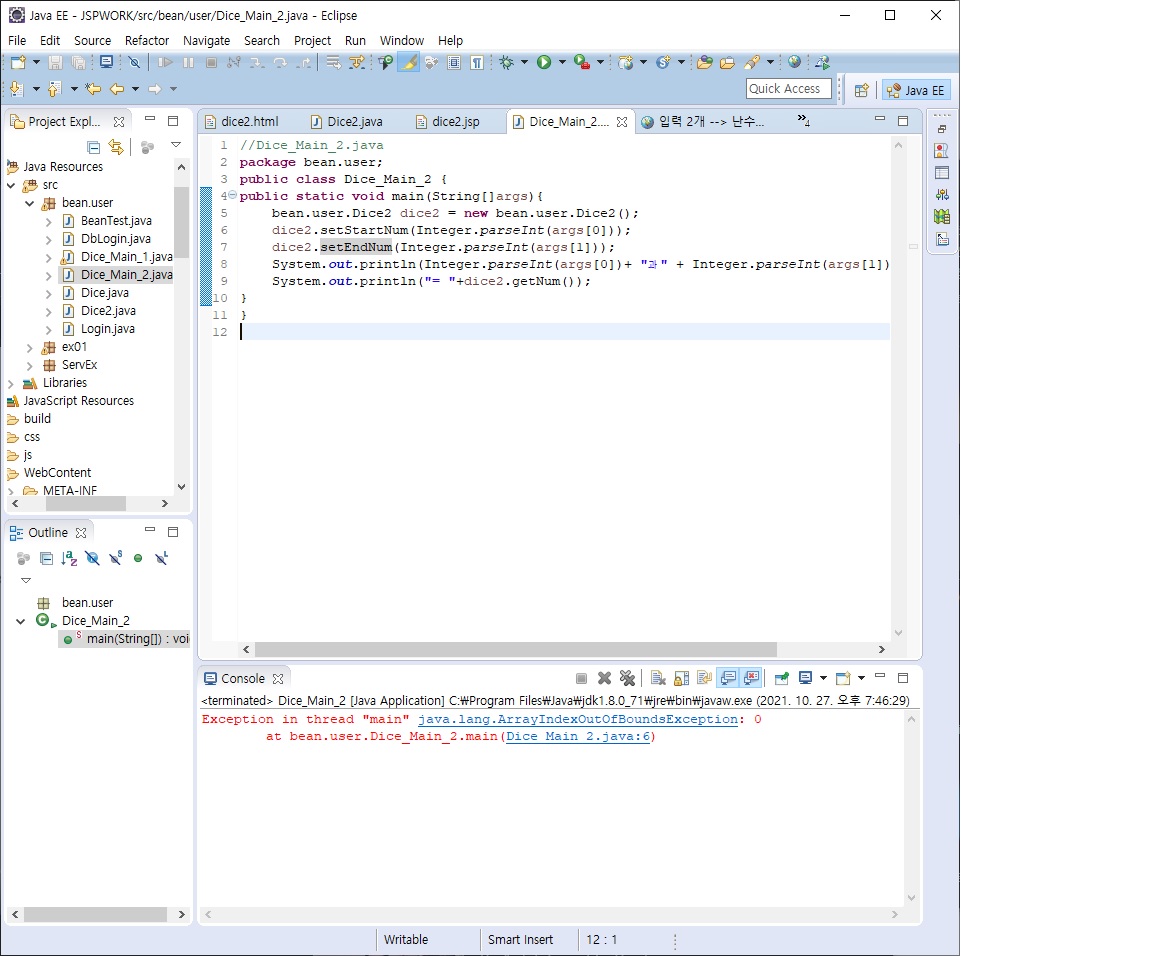 Java EE - JSPWORK/src/bean/user/Dice_Main_2.java - Eclipse
File Edit Source Refactor Navigate Search Project Run Window Help
Quick Access
Java EE
Project Expl...
Java Resources
src
bean.user
BeanTest.java
DbLogin.java
Dice_Main_1.java
Dice_Main_2.java
Dice.java
Dice2.java
Login.java
ex01
ServEx
Libraries
JavaScript Resources
build
css
js
WebContent
META-INF
Outline
bean.user
Dice_Main_2
main(String[]) : voi
dice2.html Dice2.java dice2.jsp Dice_Main_2.... 입력 2개 --> 난수... »4
1 //Dice_Main_2.java
2 package bean.user;
3 public class Dice_Main_2 {
4 public static void main(String[]args){
5 bean.user.Dice2 dice2 = new bean.user.Dice2();
6 dice2.setStartNum(Integer.parseInt(args[0]));
7 dice2.setEndNum(Integer.parseInt(args[1]));
8 System.out.println(Integer.parseInt(args[0])+ "과" + Integer.parseInt(args[1])
9 System.out.println("= "+dice2.getNum());
10 }
11 }
12
Console
<terminated> Dice_Main_2 [Java Application] C:₩Program Files₩Java₩jdk1.8.0_71₩jre₩bin₩javaw.exe (2021. 10. 27. 오후 7:46:29)
Exception in thread "main" java.lang.ArrayIndexOutOfBoundsException: 0
at bean.user.Dice_Main_2.main(Dice_Main_2.java:6)
Writable Smart Insert 12 : 1